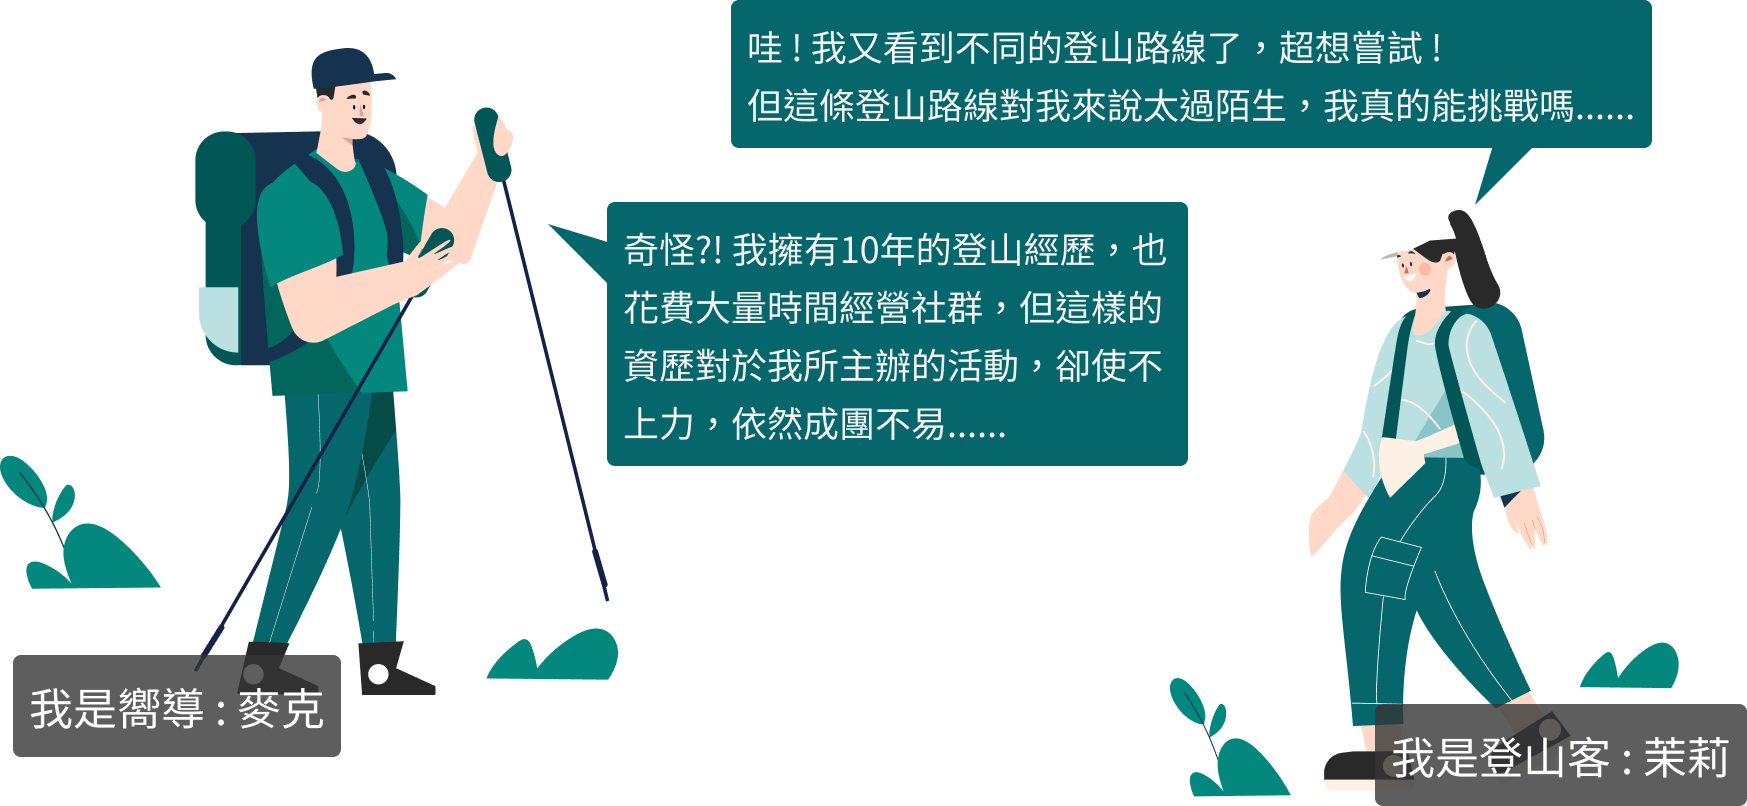 哇！我又看到不同的登山路線了，超想嘗試！
但這條登山路線對我來說太過陌生，我真的能挑戰嗎......
奇怪?! 我擁有10年的登山經歷，也
花費大量時間經營社群，但這樣的
資歷對於我所主辦的活動，卻使不
上力，依然成團不易......
我是嚮導 : 麥克
我是登山客 : 茉莉